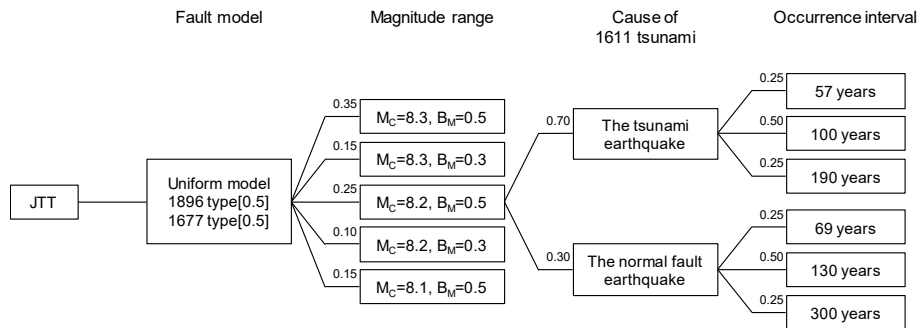 Fault model
Magnitude range
Cause of
1611 tsunami
Occurrence interval
JTT
Uniform model
1896 type[0.5]
1677 type[0.5]
0.35
M_C=8.3, B_M=0.5
0.15
M_C=8.3, B_M=0.3
0.25
M_C=8.2, B_M=0.5
0.10
M_C=8.2, B_M=0.3
0.15
M_C=8.1, B_M=0.5
0.70
The tsunami
earthquake
0.30
The normal fault
earthquake
0.25
57 years
0.50
100 years
0.25
190 years
0.25
69 years
0.50
130 years
0.25
300 years